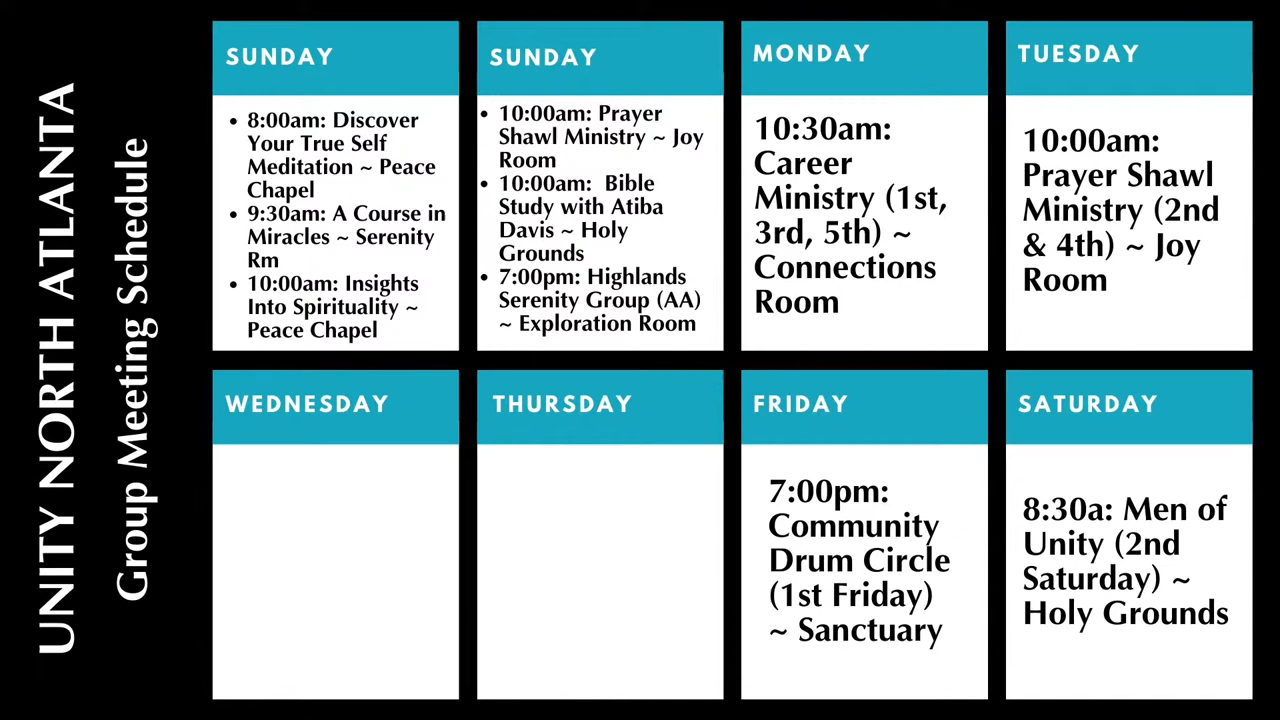 UNITY NORTH ATLANTA
Group Meeting Schedule
SUNDAY
• 8:00am: Discover
Your True Self
Meditation ~ Peace
Chapel
• 9:30am: A Course in
Miracles ~ Serenity
Rm
• 10:00am: Insights
Into Spirituality ~
Peace Chapel
SUNDAY
• 10:00am: Prayer
Shawl Ministry ~ Joy
Room
• 10:00am: Bible
Study with Atiba
Davis ~ Holy
Grounds
• 7:00pm: Highlands
Serenity Group (AA)
~ Exploration Room
MONDAY
10:30am:
Career
Ministry (1st,
3rd, 5th) ~
Connections
Room
TUESDAY
10:00am:
Prayer Shawl
Ministry (2nd
& 4th) ~ Joy
Room
WEDNESDAY
THURSDAY
FRIDAY
7:00pm:
Community
Drum Circle
(1st Friday)
~ Sanctuary
SATURDAY
8:30a: Men of
Unity (2nd
Saturday) ~
Holy Grounds